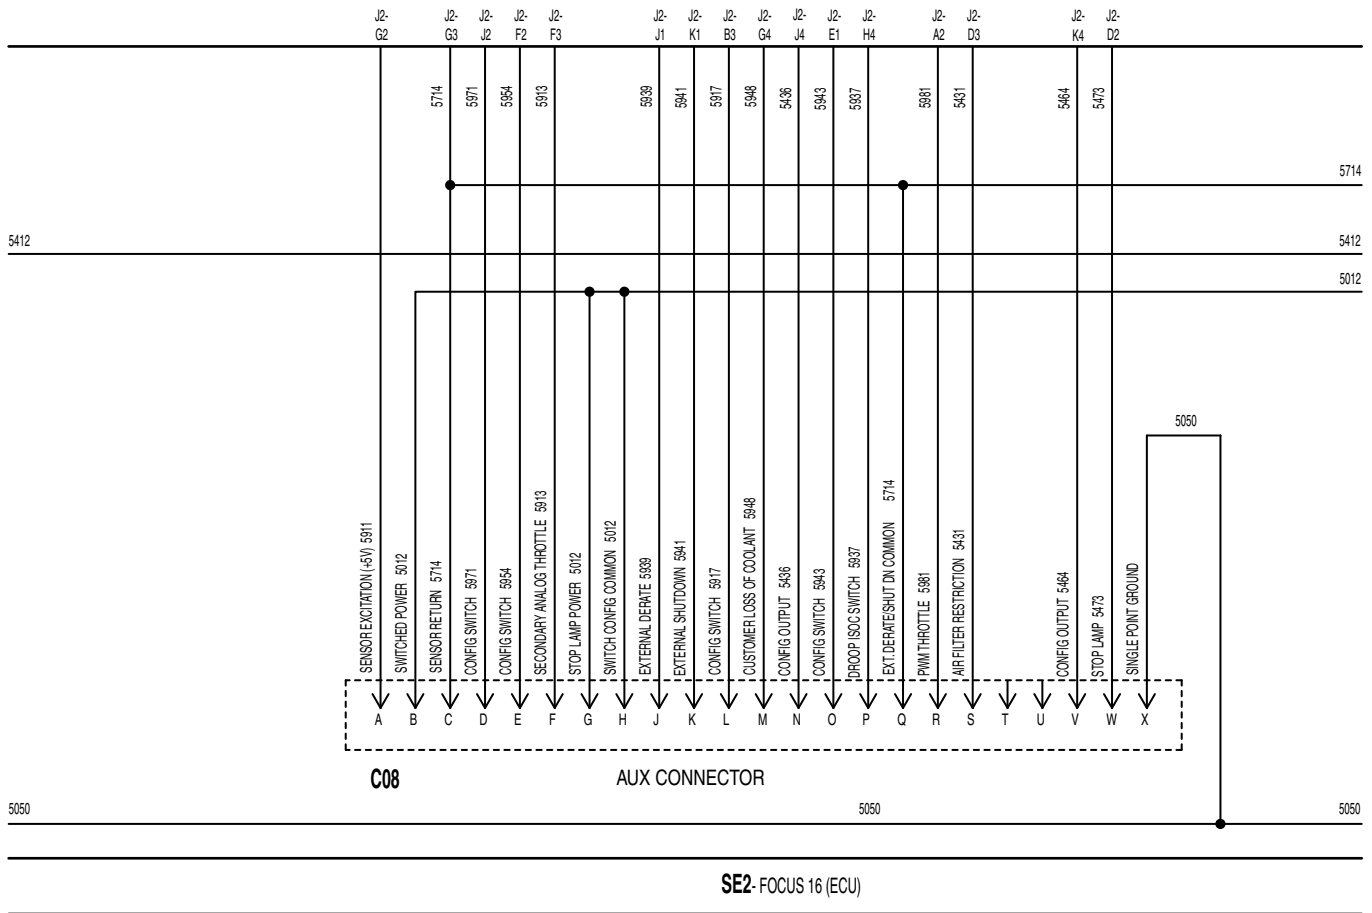 J2-G2 J2-G3 J2-J2 J2-F2 J2-F3 J2-J1 J2-K1 J2-B3 J2-G4 J2-J4 J2-E1 J2-H4 J2-A2 J2-D3 J2-K4 J2-D2
5714 5971 5954 5913 5939 5941 5917 5948 5436 5943 5937 5981 5431 5464 5473
5714
5412 5412
5012
5050
SENSOR EXCITATION (+5V) 5911
SWITCHED POWER 5012
SENSOR RETURN 5714
CONFIG SWITCH 5971
CONFIG SWITCH 5954
SECONDARY ANALOG THROTTLE 5913
STOP LAMP POWER 5012
SWITCH CONFIG COMMON 5012
EXTERNAL DERATE 5939
EXTERNAL SHUTDOWN 5941
CONFIG SWITCH 5917
CUSTOMER LOSS OF COOLANT 5948
CONFIG OUTPUT 5436
CONFIG SWITCH 5943
DROOP ISOC SWITCH 5937
EXT. DERATE/SHUT DN COMMON 5714
PWM THROTTLE 5981
AIR FILTER RESTRICTION 5431
CONFIG OUTPUT 5464
STOP LAMP 5473
SINGLE POINT GROUND
A B C D E F G H J K L M N O P Q R S T U V W X
C08 AUX CONNECTOR
5050 5050 5050
SE2- FOCUS 16 (ECU)